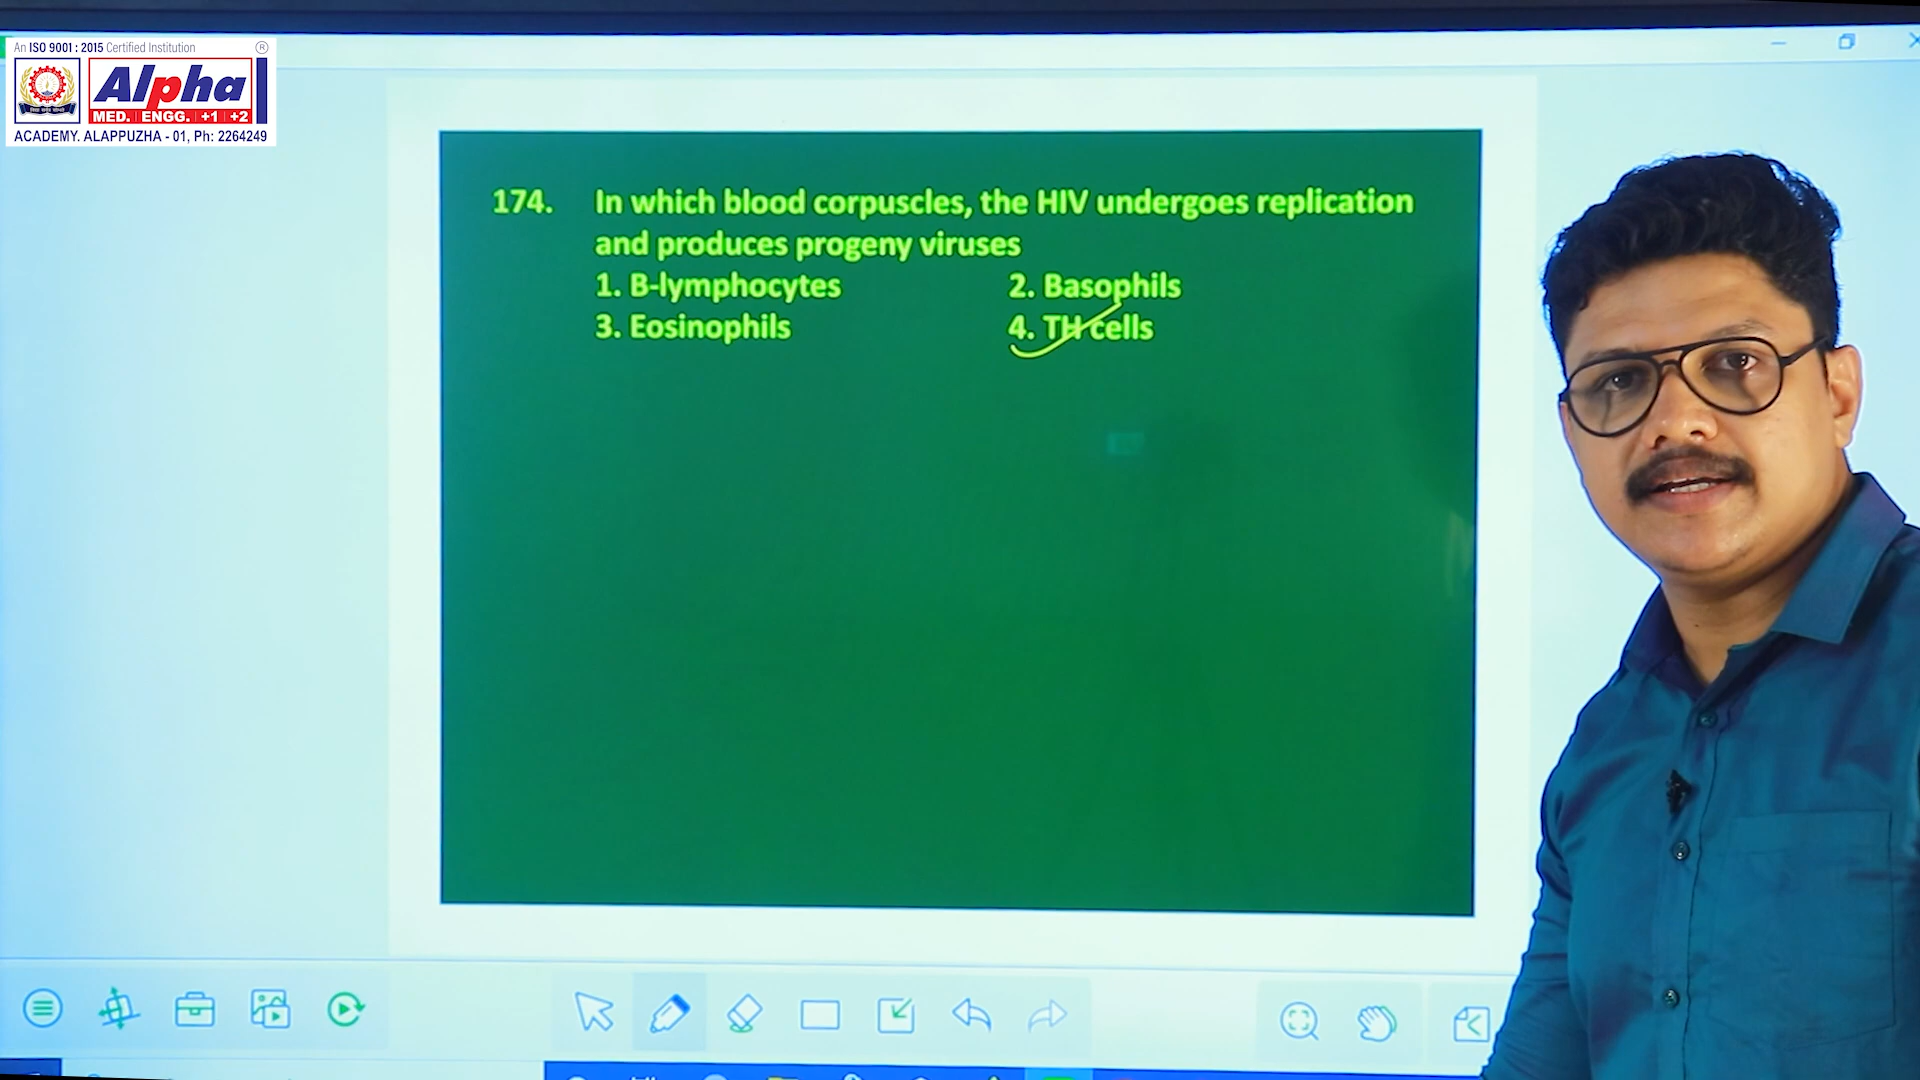 An ISO 9001 : 2015 Certified Institution ®
Alpha
MED. ENGG. +1 +2
ACADEMY. ALAPPUZHA - 01, Ph: 2264249
174. In which blood corpuscles, the HIV undergoes replication
and produces progeny viruses
1. B-lymphocytes 2. Basophils
3. Eosinophils 4. TH cells